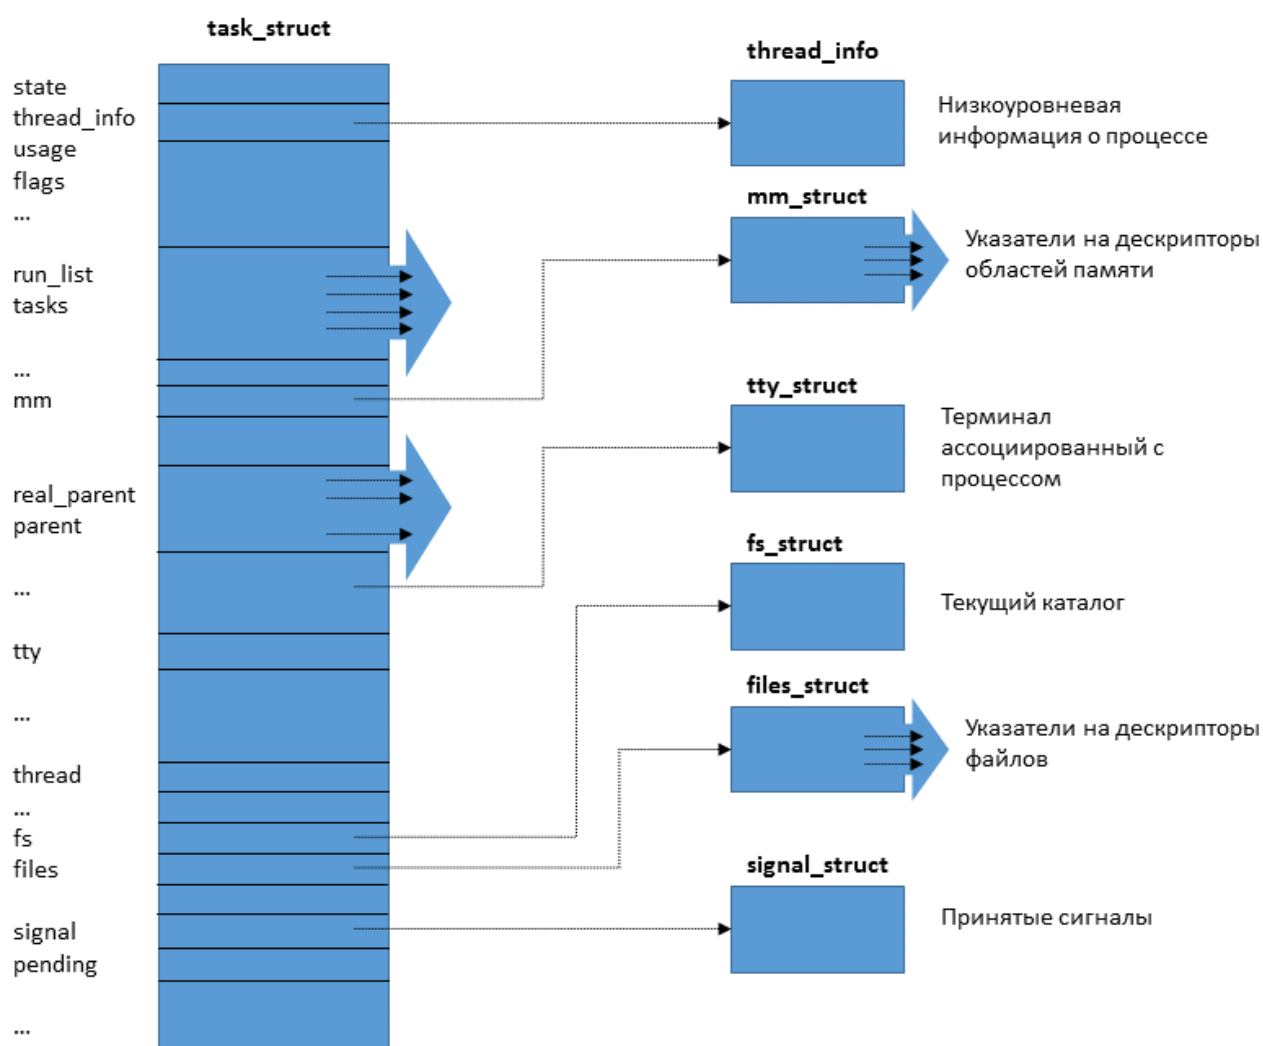 task_struct
state
thread_info
usage
flags
...
run_list
tasks
...
mm
real_parent
parent
...
tty
...
thread
...
fs
files
signal
pending
...
thread_info
Низкоуровневая
информация о процессе
mm_struct
Указатели на дескрипторы
областей памяти
tty_struct
Терминал
ассоциированный с
процессом
fs_struct
Текущий каталог
files_struct
Указатели на дескрипторы
файлов
signal_struct
Принятые сигналы